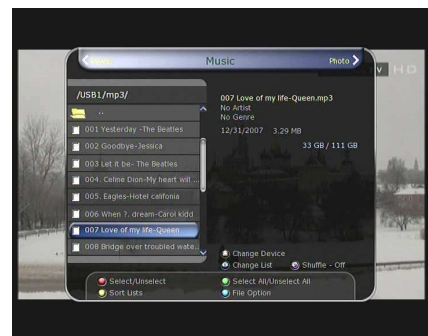 Music
Photo
/USB1/mp3/
..
001 Yesterday -The Beatles
002 Goodbye-Jessica
003 Let it be- The Beatles
004. Celine Dion-My heart will ...
005. Eagles-Hotel califonia
006 When ?. dream-Carol kidd
007 Love of my life-Queen
008 Bridge over troubled wate..
007 Love of my life-Queen.mp3
No Artist
No Genre
12/31/2007 3.29 MB
33 GB / 111 GB
Change Device
Change List Shuffle - Off
Select/Unselect Select All/Unselect All
Sort Lists File Option
V HD